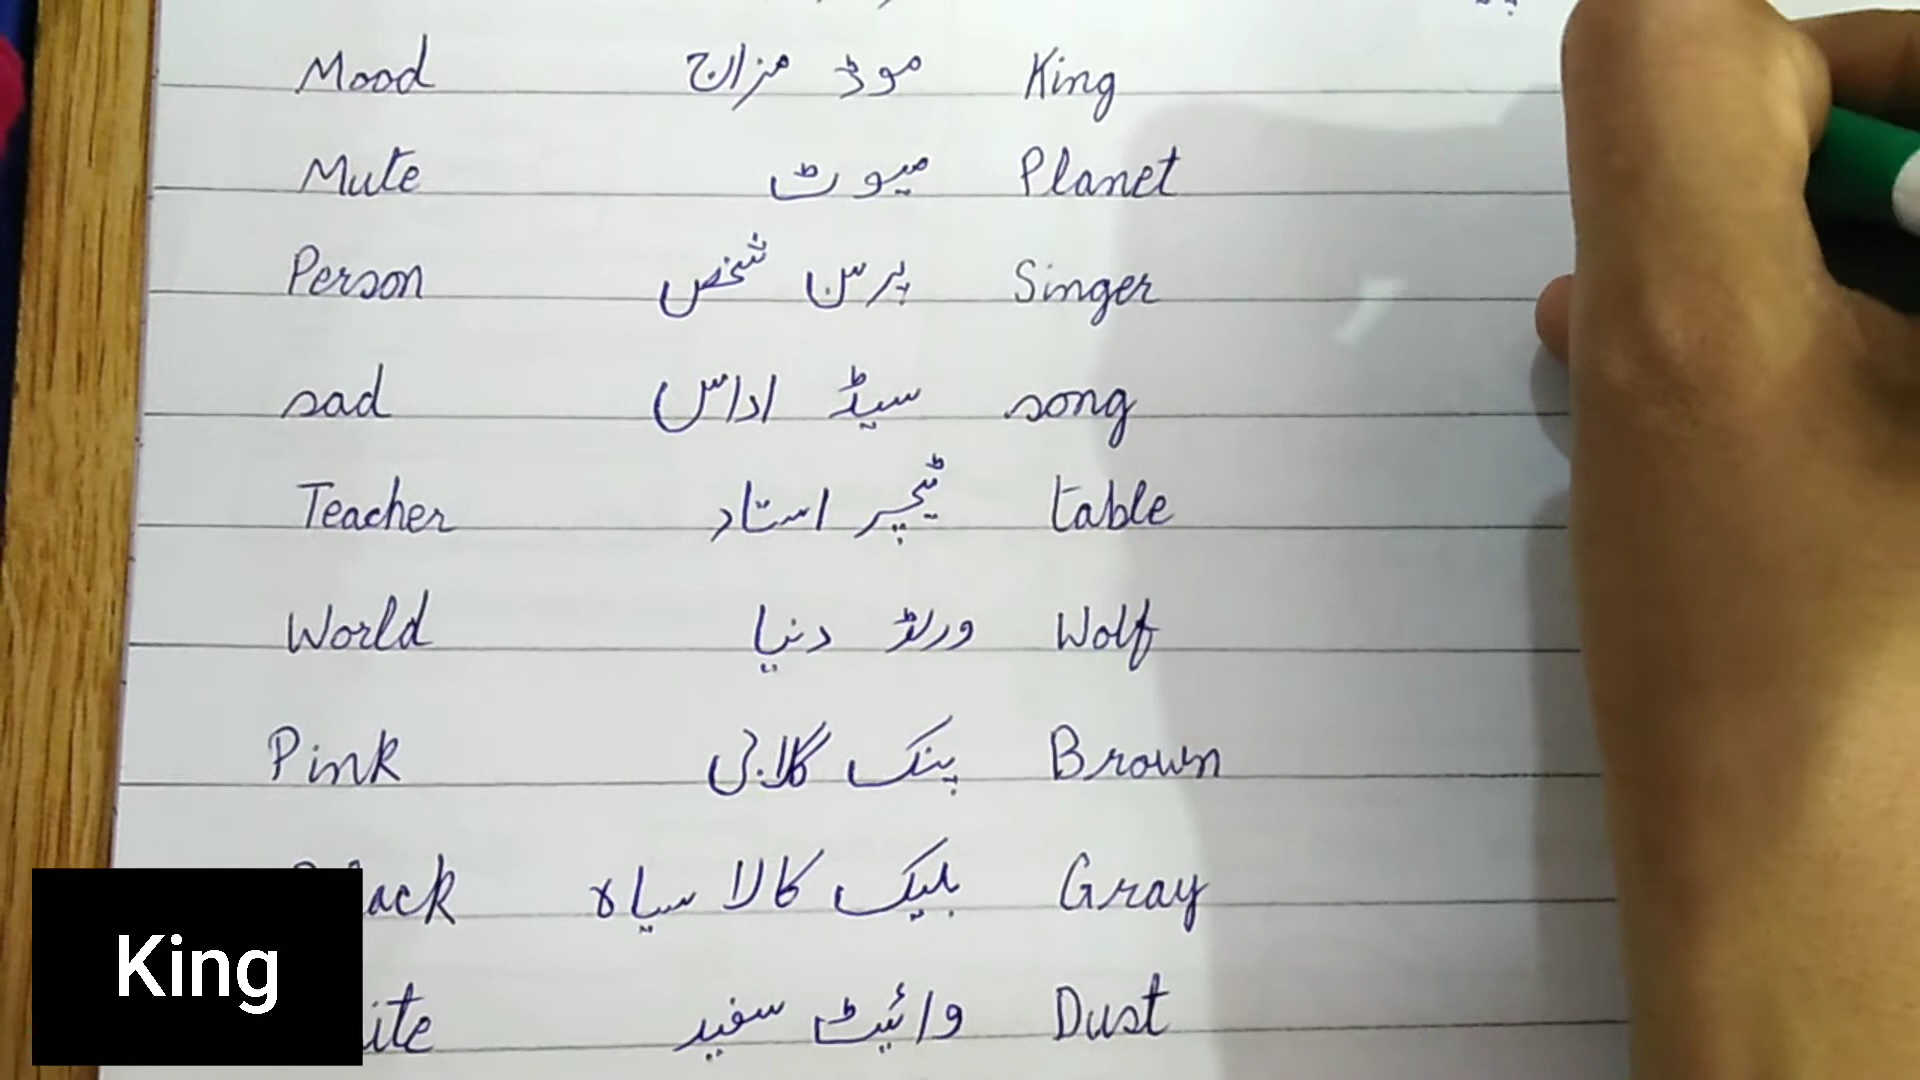 Mood موڈ مزاج King
Mute میوٹ Planet
Person پرسن شخص Singer
sad سیڈ اداس song
Teacher ٹیچر استاد table
World ورلڈ دنیا Wolf
Pink پنک گلابی Brown
lack بلیک کالا سیاہ Gray
ite وائیٹ سفید Dust
King